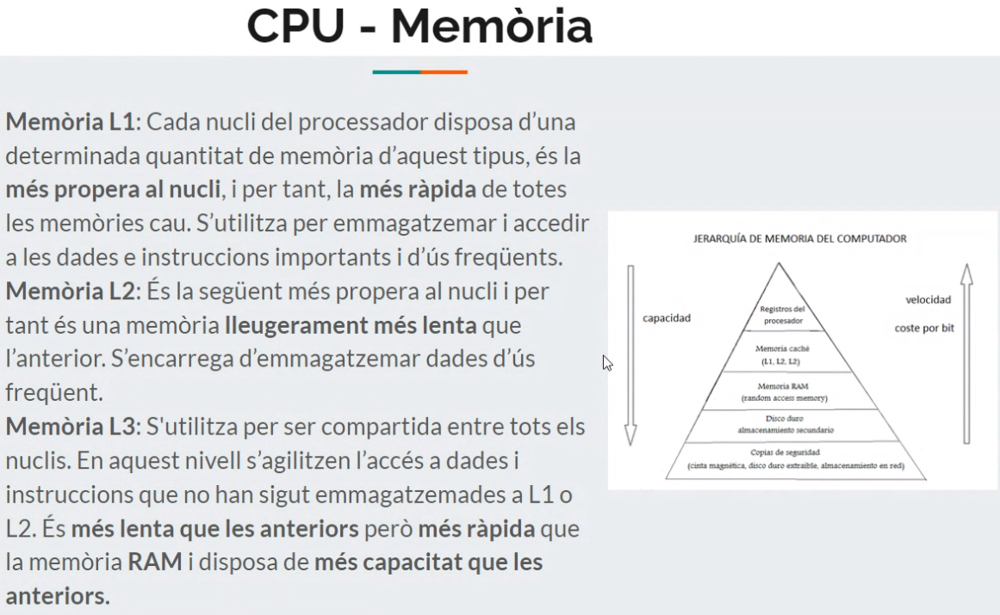 CPU - Memòria
Memòria L1: Cada nucli del processador disposa d’una
determinada quantitat de memòria d’aquest tipus, és la
més propera al nucli, i per tant, la més ràpida de totes
les memòries cau. S’utilitza per emmagatzemar i accedir
a les dades e instruccions importants i d’ús freqüents.
Memòria L2: És la següent més propera al nucli i per
tant és una memòria lleugerament més lenta que
l’anterior. S’encarrega d’emmagatzemar dades d’ús
freqüent.
Memòria L3: S'utilitza per ser compartida entre tots els
nuclis. En aquest nivell s’agilitzen l’accés a dades i
instruccions que no han sigut emmagatzemades a L1 o
L2. És més lenta que les anteriors però més ràpida que
la memòria RAM i disposa de més capacitat que les
anteriors.
JERARQUÍA DE MEMORIA DEL COMPUTADOR
capacidad
velocidad
coste por bit
Registros del
procesador
Memoria caché
(L1, L2, L2)
Memoria RAM
(random access memory)
Disco duro
almacenamiento secundario
Copias de seguridad
(cinta magnética, disco duro extraible, almacenamiento en red)